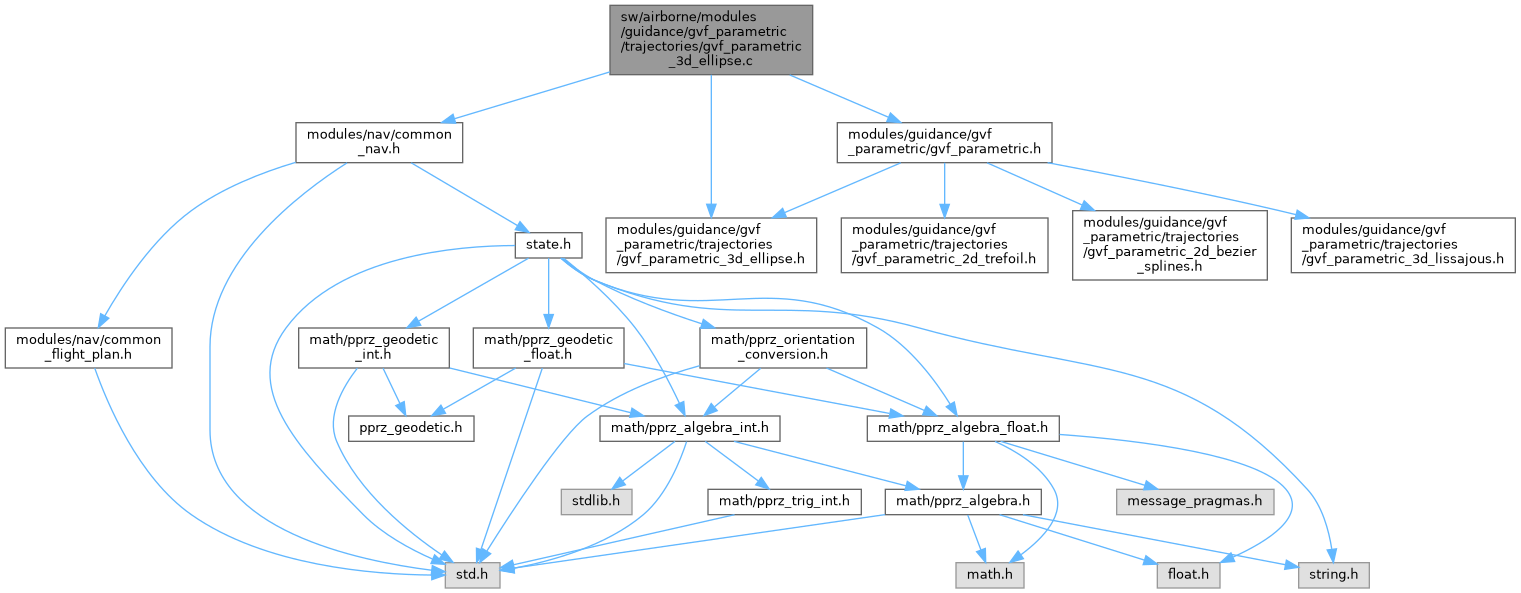 sw/airborne/modules
/guidance/gvf_parametric
/trajectories/gvf_parametric
_3d_ellipse.c
modules/nav/common
_nav.h
modules/guidance/gvf
_parametric/gvf_parametric.h
modules/guidance/gvf
_parametric/trajectories
/gvf_parametric_3d_ellipse.h
modules/guidance/gvf
_parametric/trajectories
/gvf_parametric_2d_trefoil.h
modules/guidance/gvf
_parametric/trajectories
/gvf_parametric_2d_bezier
_splines.h
modules/guidance/gvf
_parametric/trajectories
/gvf_parametric_3d_lissajous.h
state.h
modules/nav/common
_flight_plan.h
math/pprz_geodetic
_int.h
math/pprz_geodetic
_float.h
math/pprz_orientation
_conversion.h
pprz_geodetic.h
math/pprz_algebra_int.h
math/pprz_algebra_float.h
stdlib.h
math/pprz_trig_int.h
math/pprz_algebra.h
message_pragmas.h
std.h
math.h
float.h
string.h